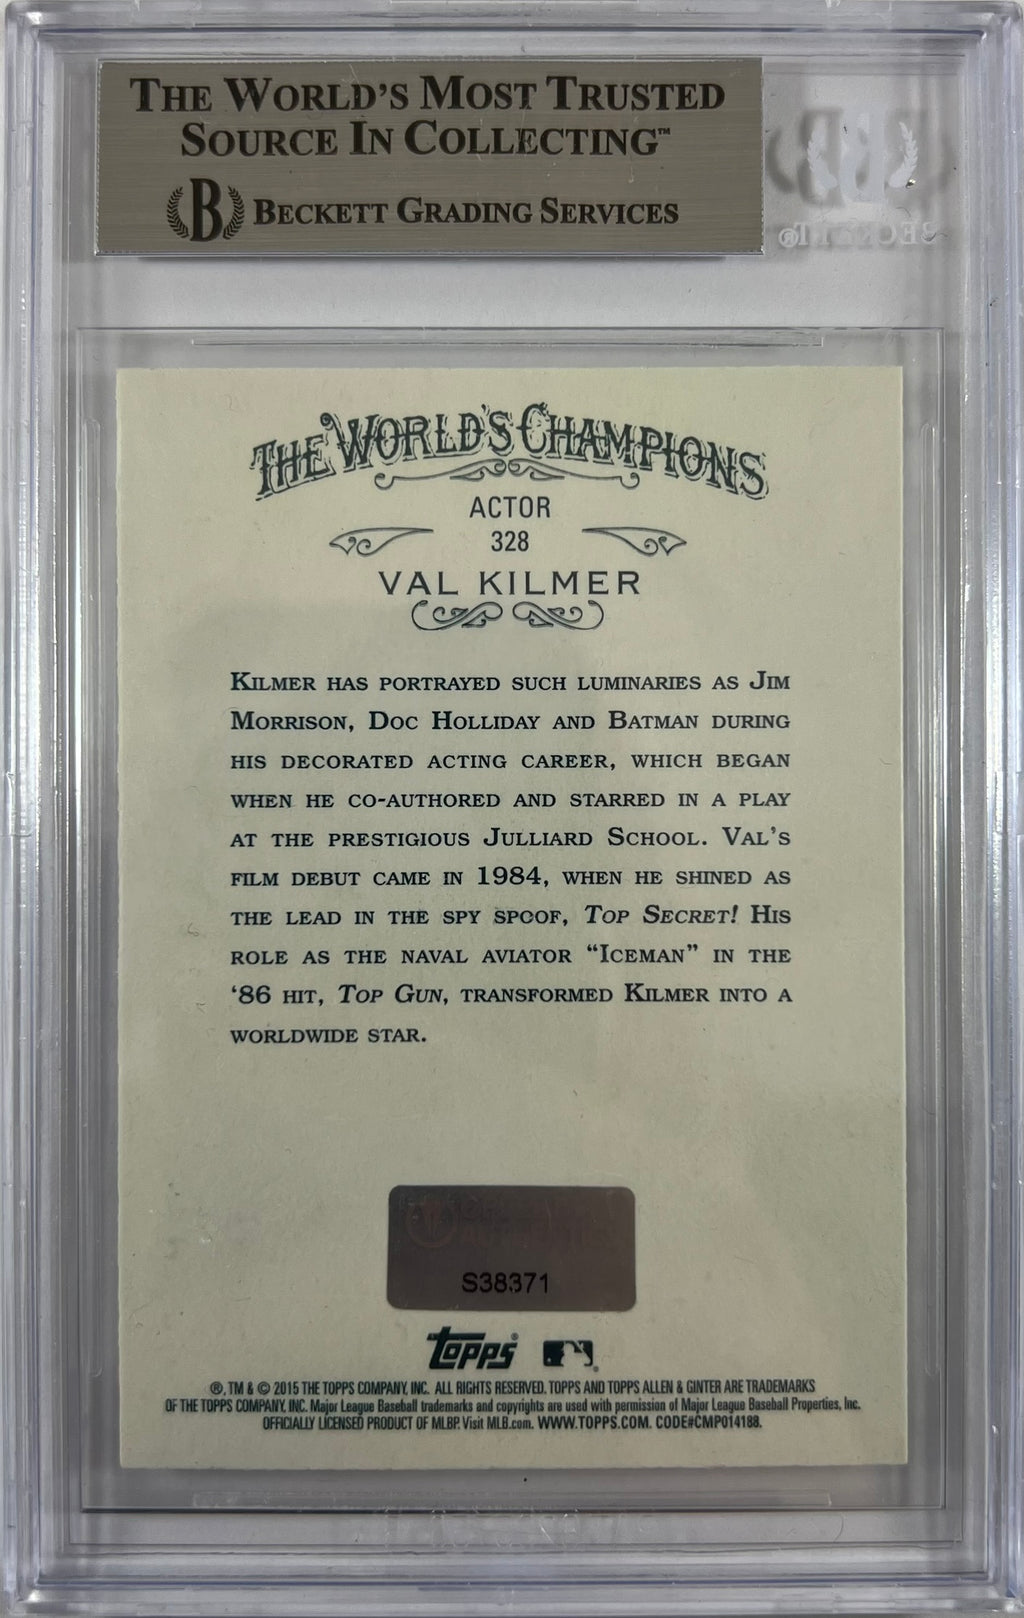 THE WORLD'S MOST TRUSTED
SOURCE IN COLLECTING™
B BECKETT GRADING SERVICES
THE WORLD'S CHAMPIONS
ACTOR
328
VAL KILMER
KILMER HAS PORTRAYED SUCH LUMINARIES AS JIM
MORRISON, DOC HOLLIDAY AND BATMAN DURING
HIS DECORATED ACTING CAREER, WHICH BEGAN
WHEN HE CO-AUTHORED AND STARRED IN A PLAY
AT THE PRESTIGIOUS JULLIARD SCHOOL. VAL'S
FILM DEBUT CAME IN 1984, WHEN HE SHINED AS
THE LEAD IN THE SPY SPOOF, TOP SECRET! HIS
ROLE AS THE NAVAL AVIATOR “ICEMAN” IN THE
‘86 HIT, TOP GUN, TRANSFORMED KILMER INTO A
WORLDWIDE STAR.
S38371
topps®
®, TM & © 2015 THE TOPPS COMPANY, INC. ALL RIGHTS RESERVED. TOPPS AND TOPPS ALLEN & GINTER ARE TRADEMARKS
OF THE TOPPS COMPANY, INC. Major League Baseball trademarks and copyrights are used with permission of Major League Baseball Properties, Inc.
OFFICIALLY LICENSED PRODUCT OF MLBP. Visit MLB.com. WWW.TOPPS.COM. CODE#CMP014188.